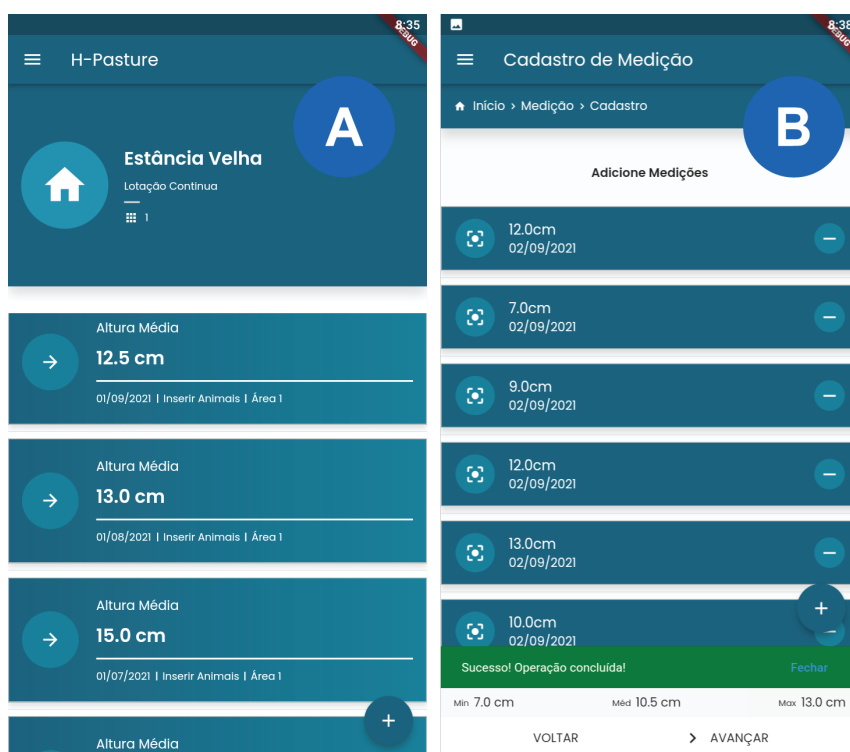 8:35
DEBUG
H-Pasture
A
Estância Velha
Lotação Continua
1
Altura Média
12.5 cm
01/09/2021 | Inserir Animais | Área 1
Altura Média
13.0 cm
01/08/2021 | Inserir Animais | Área 1
Altura Média
15.0 cm
01/07/2021 | Inserir Animais | Área 1
Altura Média
+
8:38
DEBUG
Cadastro de Medição
Início > Medição > Cadastro
B
Adicione Medições
12.0cm
02/09/2021
7.0cm
02/09/2021
9.0cm
02/09/2021
12.0cm
02/09/2021
13.0cm
02/09/2021
10.0cm
02/09/2021
+
Sucesso! Operação concluída! Fechar
Min 7.0 cm Méd 10.5 cm Max 13.0 cm
VOLTAR > AVANÇAR